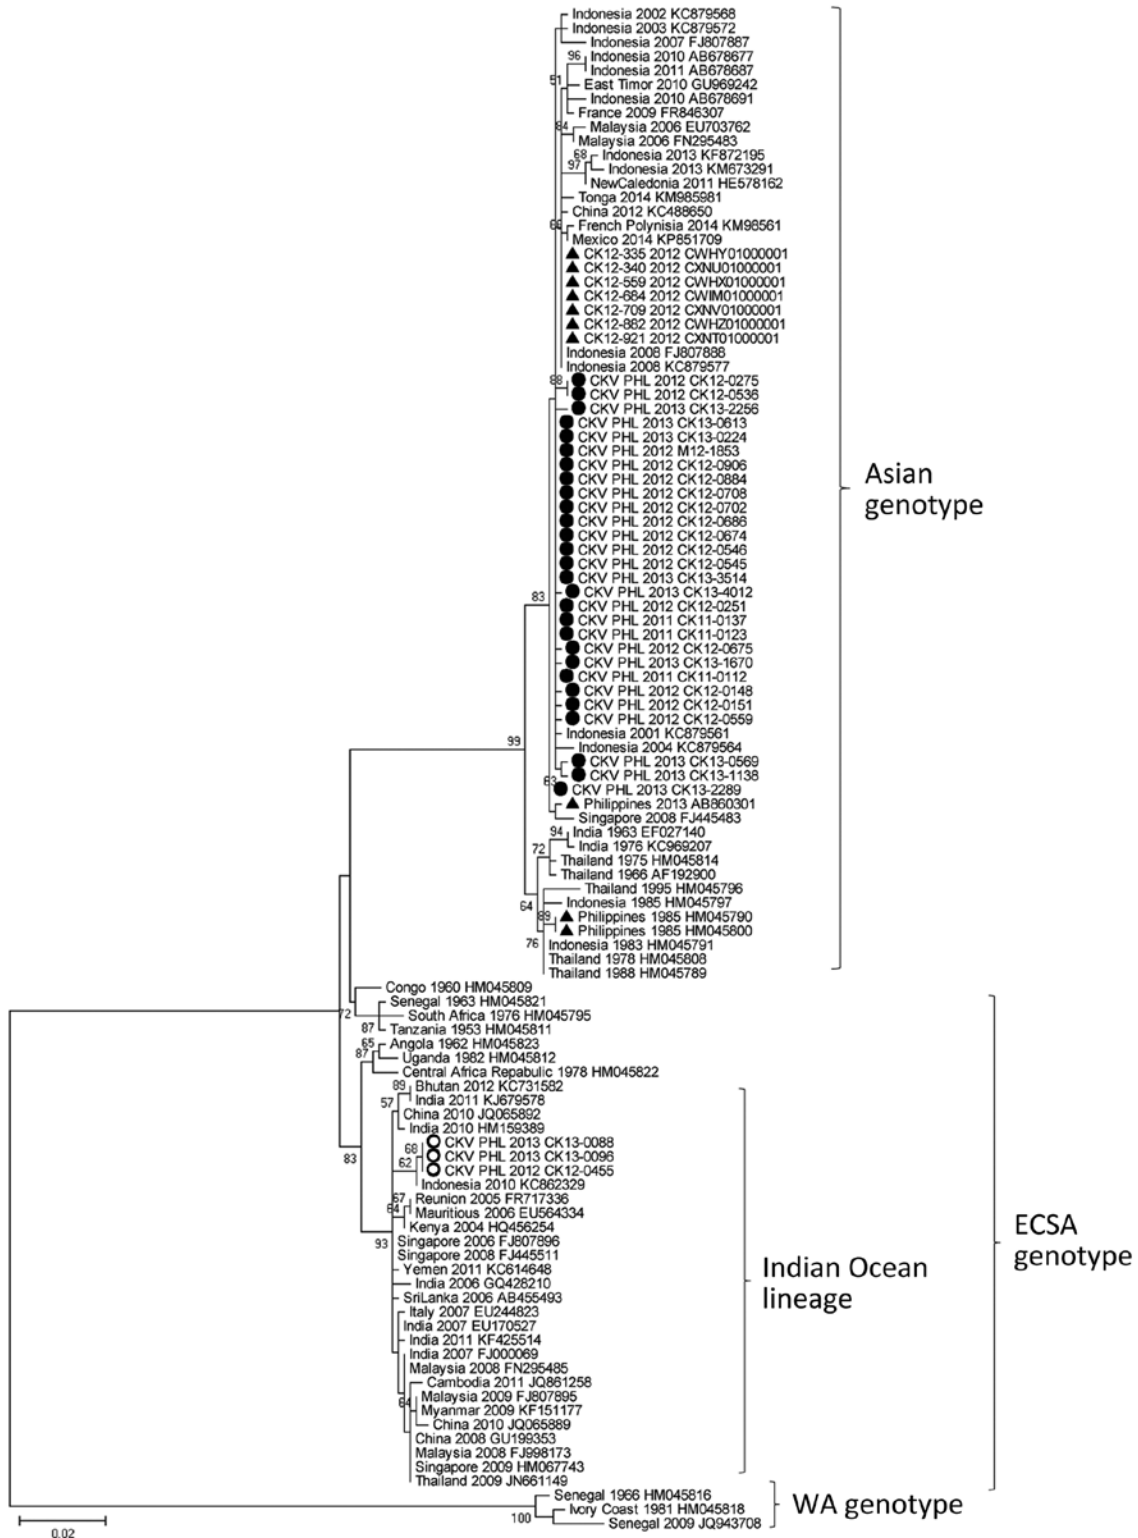 Indonesia 2002 KC879568
Indonesia 2003 KC879572
Indonesia 2007 FJ807887
96 Indonesia 2010 AB678677
Indonesia 2011 AB678687
51 East Timor 2010 GU969242
Indonesia 2010 AB678691
France 2009 FR846307
84 Malaysia 2006 EU703762
Malaysia 2006 FN295483
68 Indonesia 2013 KF872195
97 Indonesia 2013 KM673291
NewCaledonia 2011 HE578162
Tonga 2014 KM985981
China 2012 KC488650
French Polynisia 2014 KM98561
Mexico 2014 KP851709
CK12-335 2012 CWHY01000001
CK12-340 2012 CXNU01000001
CK12-559 2012 CWHX01000001
CK12-684 2012 CWIM01000001
CK12-709 2012 CXNV01000001
CK12-882 2012 CWHZ01000001
CK12-921 2012 CXNT01000001
Indonesia 2008 FJ807888
Indonesia 2008 KC879577
88 CKV PHL 2012 CK12-0275
CKV PHL 2012 CK12-0536
CKV PHL 2013 CK13-2256
CKV PHL 2013 CK13-0613
CKV PHL 2013 CK13-0224
CKV PHL 2012 M12-1853
CKV PHL 2012 CK12-0906
CKV PHL 2012 CK12-0884
CKV PHL 2012 CK12-0708
CKV PHL 2012 CK12-0702
CKV PHL 2012 CK12-0686
CKV PHL 2012 CK12-0674
CKV PHL 2012 CK12-0546
CKV PHL 2012 CK12-0545
CKV PHL 2013 CK13-3514
83 CKV PHL 2013 CK13-4012
CKV PHL 2012 CK12-0251
CKV PHL 2011 CK11-0137
CKV PHL 2011 CK11-0123
CKV PHL 2012 CK12-0675
CKV PHL 2013 CK13-1670
CKV PHL 2011 CK11-0112
CKV PHL 2012 CK12-0148
CKV PHL 2012 CK12-0151
CKV PHL 2012 CK12-0559
Indonesia 2001 KC879561
99 Indonesia 2004 KC879564
CKV PHL 2013 CK13-0569
CKV PHL 2013 CK13-1138
63 CKV PHL 2013 CK13-2289
Philippines 2013 AB860301
Singapore 2008 FJ445483
94 India 1963 EF027140
India 1976 KC969207
72 Thailand 1975 HM045814
Thailand 1966 AF192900
Thailand 1995 HM045796
64 Indonesia 1985 HM045797
89 Philippines 1985 HM045790
Philippines 1985 HM045800
76 Indonesia 1983 HM045791
Thailand 1978 HM045808
Thailand 1988 HM045789
Asian
genotype
Congo 1960 HM045809
Senegal 1963 HM045821
72 South Africa 1976 HM045795
87 Tanzania 1953 HM045811
65 Angola 1962 HM045823
87 Uganda 1982 HM045812
Central Africa Repabulic 1978 HM045822
89 Bhutan 2012 KC731582
57 India 2011 KJ679578
China 2010 JQ065892
India 2010 HM159389
68 CKV PHL 2013 CK13-0088
83 CKV PHL 2013 CK13-0096
62 CKV PHL 2012 CK12-0455
Indonesia 2010 KC862329
67 Reunion 2005 FR717336
84 Mauritious 2006 EU564334
Kenya 2004 HQ456254
93 Singapore 2006 FJ807896
Singapore 2008 FJ445511
Yemen 2011 KC614648
India 2006 GQ428210
SriLanka 2006 AB455493
Italy 2007 EU244823
India 2007 EU170527
India 2011 KF425514
India 2007 FJ000069
Malaysia 2008 FN295485
Cambodia 2011 JQ861258
64 Malaysia 2009 FJ807895
Myanmar 2009 KF151177
China 2010 JQ065889
China 2008 GU199353
Malaysia 2008 FJ998173
Singapore 2009 HM067743
Thailand 2009 JN661149
Indian Ocean
lineage
ECSA
genotype
Senegal 1966 HM045816
100 Ivory Coast 1981 HM045818
Senegal 2009 JQ943708
WA genotype
0.02